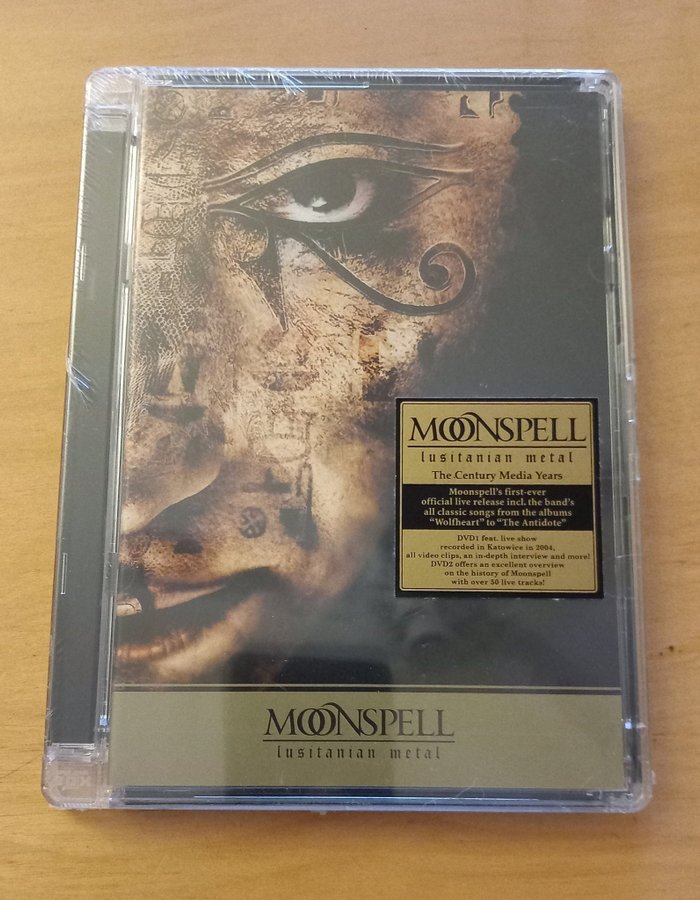 MOONSPELL
lusitanian metal
The Century Media Years
Moonspell's first-ever
official live release incl. the band's
all classic songs from the albums
"Wolfheart" to "The Antidote"
DVD1 feat. live show
recorded in Katowice in 2004,
all video clips, an in-depth interview and more!
DVD2 offers an excellent overview
on the history of Moonspell
with over 30 live tracks!
MOONSPELL
lusitanian metal